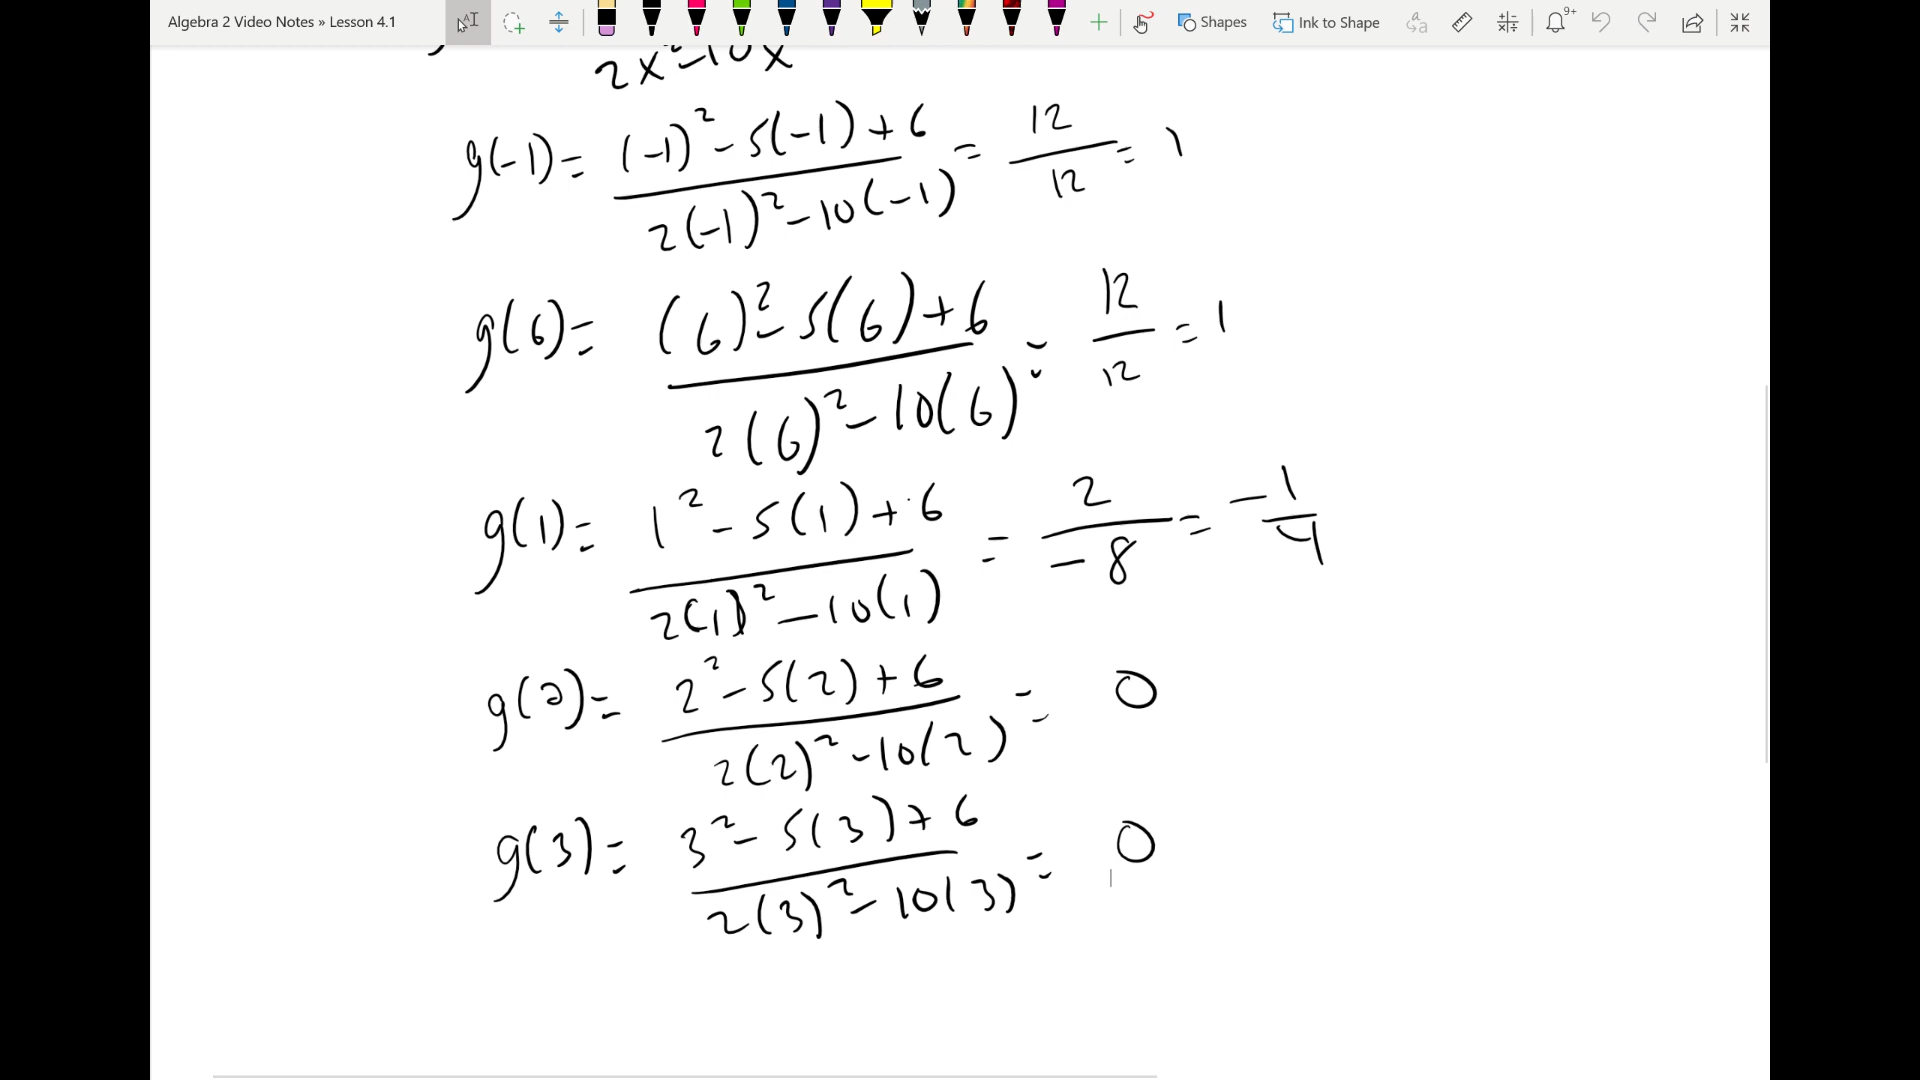 Algebra 2 Video Notes » Lesson 4.1
Shapes
Ink to Shape
9+
2x²-10x
g(-1)= (-1)²-5(-1)+6 / 2(-1)²-10(-1) = 12/12 = 1
g(6)= (6)²-5(6)+6 / 2(6)²-10(6) = 12/12 = 1
g(1)= 1²-5(1)+6 / 2(1)²-10(1) = 2/-8 = -1/4
g(2)= 2²-5(2)+6 / 2(2)²-10(2) = 0
g(3)= 3²-5(3)+6 / 2(3)²-10(3) = 0